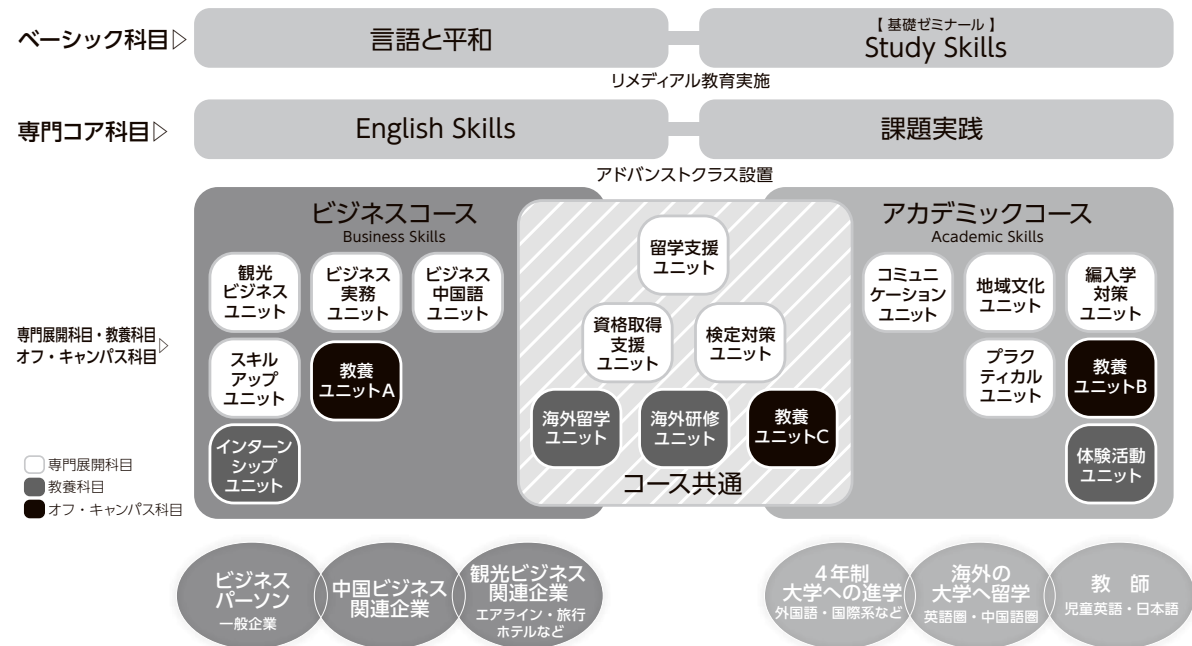 ベーシック科目▷
言語と平和
【 基礎ゼミナール 】
Study Skills
リメディアル教育実施
専門コア科目▷
English Skills
課題実践
アドバンストクラス設置
専門展開科目・教養科目
オフ・キャンパス科目▷
ビジネスコース
Business Skills
観光
ビジネス
ユニット
ビジネス
実務
ユニット
ビジネス
中国語
ユニット
スキル
アップ
ユニット
教養
ユニットA
インターン
シップ
ユニット
留学支援
ユニット
資格取得
支援
ユニット
検定対策
ユニット
海外留学
ユニット
海外研修
ユニット
教養
ユニットC
コース共通
アカデミックコース
Academic Skills
コミュニ
ケーション
ユニット
地域文化
ユニット
編入学
対策
ユニット
プラク
ティカル
ユニット
教養
ユニットB
体験活動
ユニット
専門展開科目
教養科目
オフ・キャンパス科目
ビジネス
パーソン
一般企業
中国ビジネス
関連企業
観光ビジネス
関連企業
エアライン・旅行
ホテルなど
4年制
大学への進学
外国語・国際系など
海外の
大学へ留学
英語圏・中国語圏
教　師
児童英語・日本語